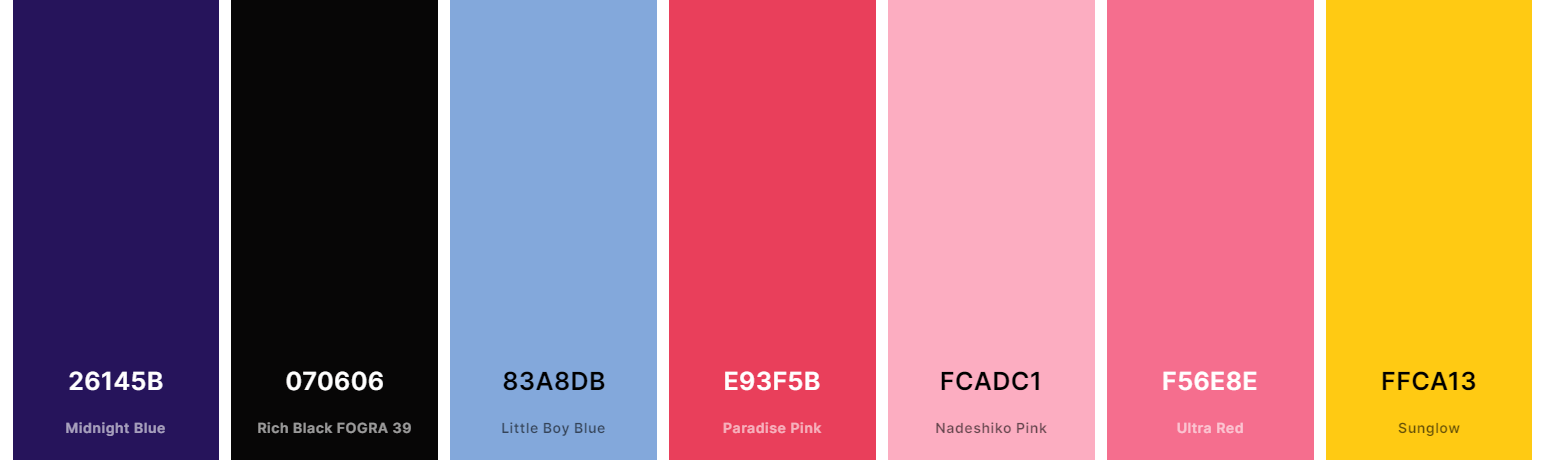 26145B
Midnight Blue
070606
Rich Black FOGRA 39
83A8DB
Little Boy Blue
E93F5B
Paradise Pink
FCADC1
Nadeshiko Pink
F56E8E
Ultra Red
FFCA13
Sunglow